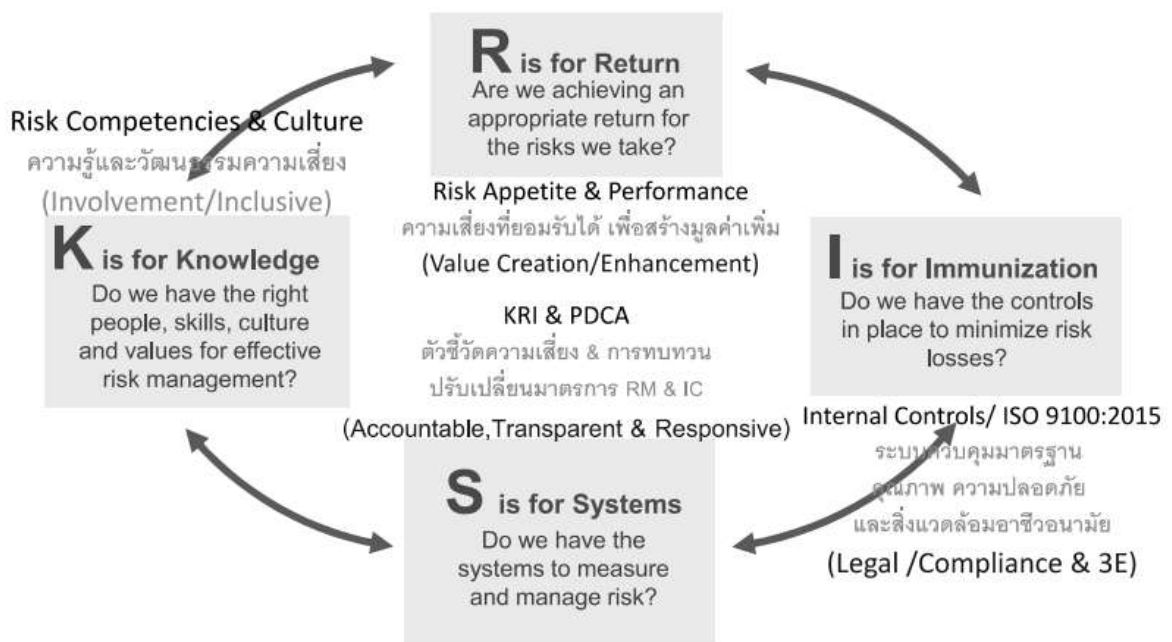 R is for Return
Are we achieving an
appropriate return for
the risks we take?
Risk Appetite & Performance
ความเสี่ยงที่ยอมรับได้ เพื่อสร้างมูลค่าเพิ่ม
(Value Creation/Enhancement)
Risk Competencies & Culture
ความรู้และวัฒนธรรมความเสี่ยง
(Involvement/Inclusive)
K is for Knowledge
Do we have the right
people, skills, culture
and values for effective
risk management?
I is for Immunization
Do we have the controls
in place to minimize risk
losses?
Internal Controls/ ISO 9100:2015
ระบบควบคุมมาตรฐาน
คุณภาพ ความปลอดภัย
และสิ่งแวดล้อมอาชีวอนามัย
(Legal /Compliance & 3E)
KRI & PDCA
ตัวชี้วัดความเสี่ยง & การทบทวน
ปรับเปลี่ยนมาตรการ RM & IC
(Accountable,Transparent & Responsive)
S is for Systems
Do we have the
systems to measure
and manage risk?